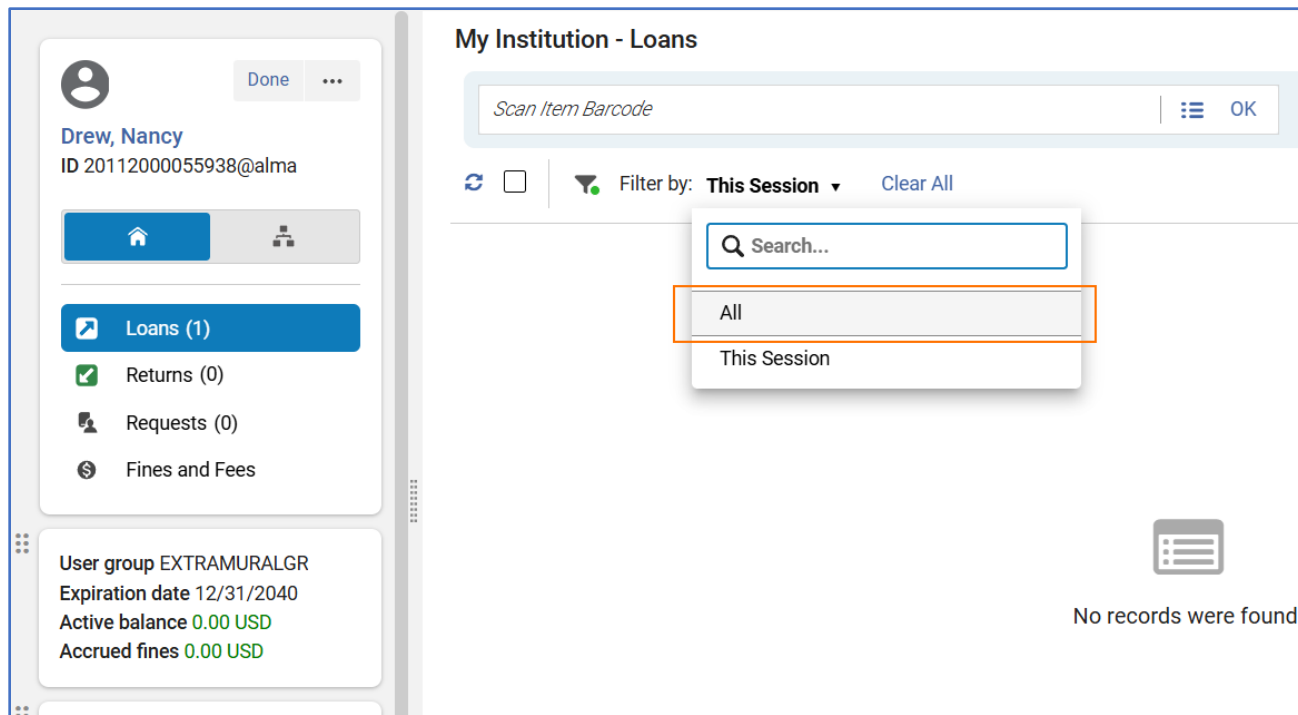 Done
Drew, Nancy
ID 20112000055938@alma
Loans (1)
Returns (0)
Requests (0)
Fines and Fees
User group EXTRAMURALGR
Expiration date 12/31/2040
Active balance 0.00 USD
Accrued fines 0.00 USD
My Institution - Loans
Scan Item Barcode
OK
Filter by: This Session Clear All
Search...
All
This Session
No records were found